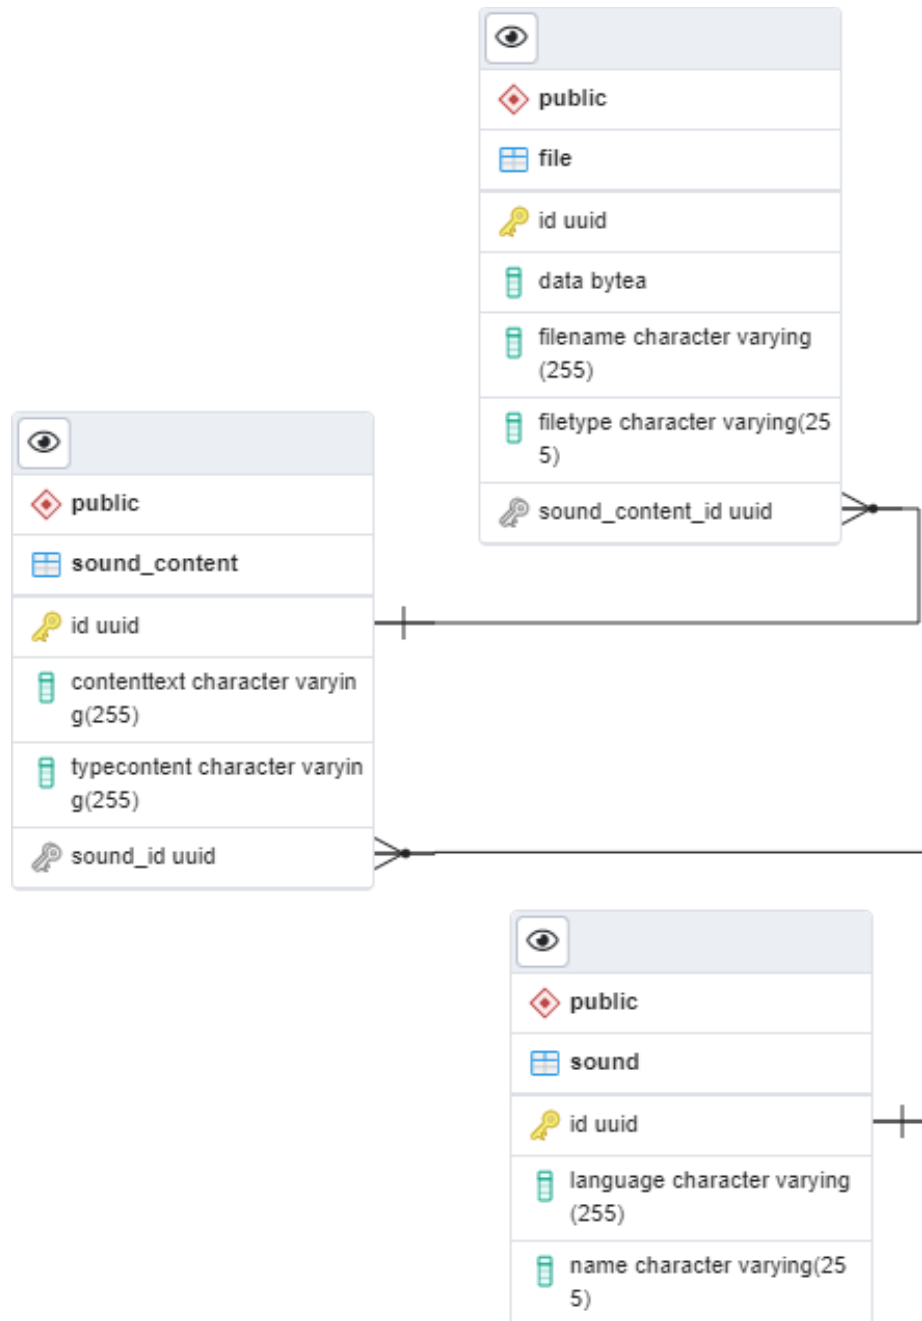 public
file
id uuid
data bytea
filename character varying
(255)
filetype character varying(25
5)
sound_content_id uuid
public
sound_content
id uuid
contenttext character varyin
g(255)
typecontent character varyin
g(255)
sound_id uuid
public
sound
id uuid
language character varying
(255)
name character varying(25
5)